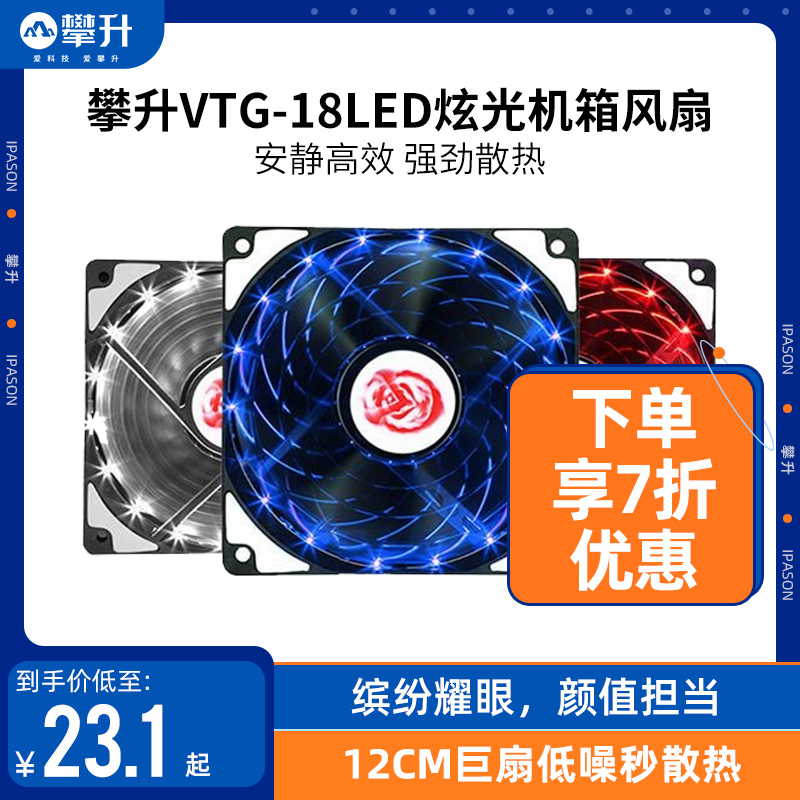 攀升
爱科技 爱攀升
攀升VTG-18LED炫光机箱风扇
安静高效 强劲散热
IPASON
攀升
IPASON
下单
享7折
优惠
IPASON
攀升
IPASON
到手价低至:
¥23.1起
缤纷耀眼，颜值担当
12CM巨扇低噪秒散热